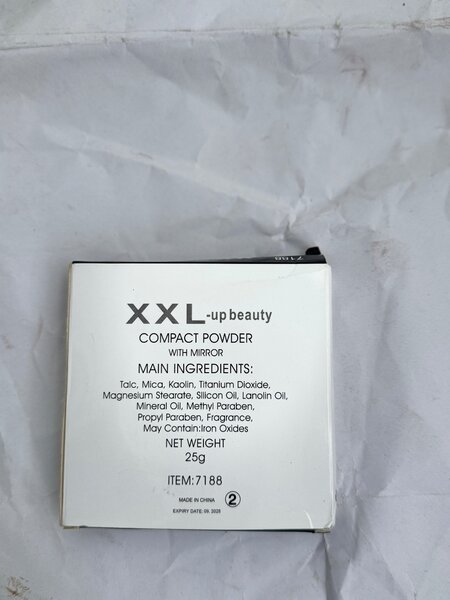 7188
XXL-up beauty
COMPACT POWDER
WITH MIRROR
MAIN INGREDIENTS:
Talc, Mica, Kaolin, Titanium Dioxide,
Magnesium Stearate, Silicon Oil, Lanolin Oil,
Mineral Oil, Methyl Paraben,
Propyl Paraben, Fragrance,
May Contain:Iron Oxides
NET WEIGHT
25g
ITEM:7188
MADE IN CHINA 2
EXPIRY DATE: 09. 2028